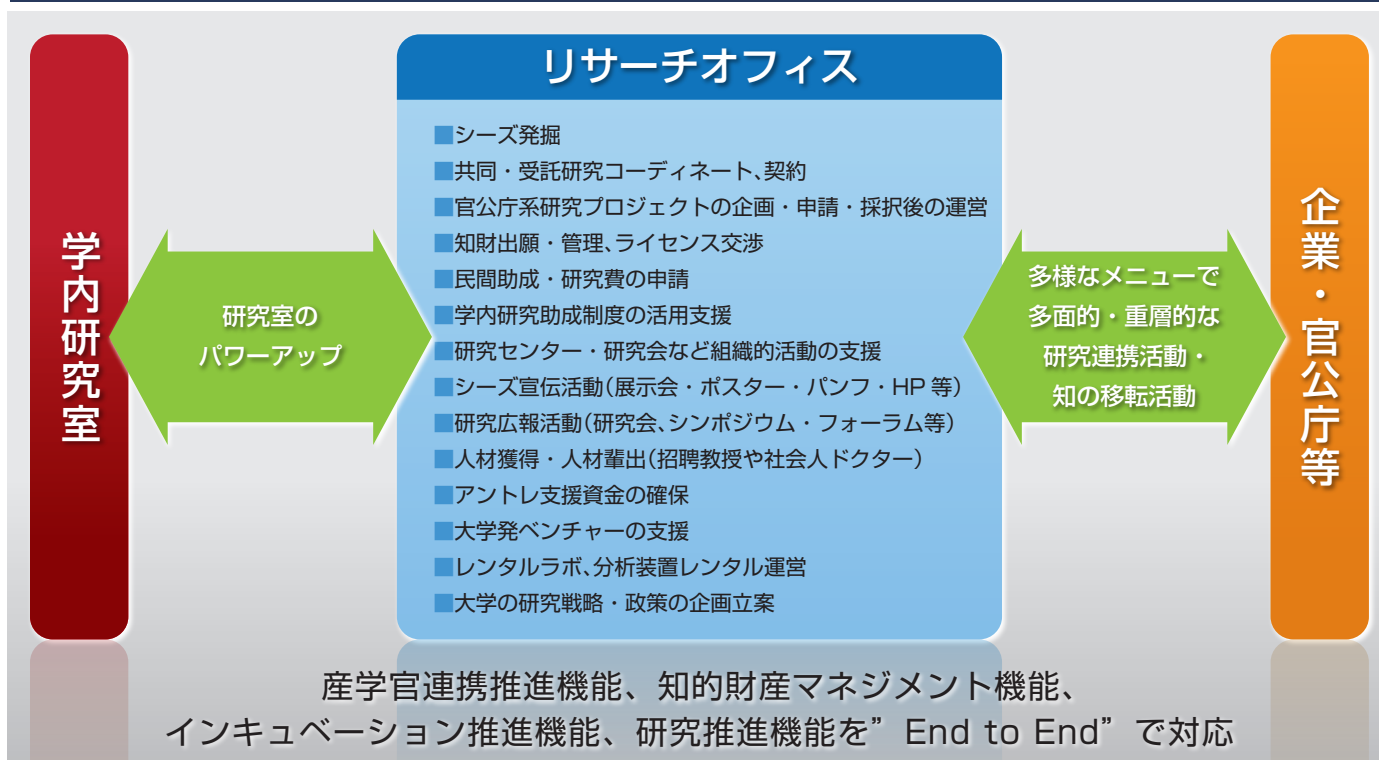 リサーチオフィス
学内研究室
研究室の
パワーアップ
■シーズ発掘
■共同・受託研究コーディネート、契約
■官公庁系研究プロジェクトの企画・申請・採択後の運営
■知財出願・管理、ライセンス交渉
■民間助成・研究費の申請
■学内研究助成制度の活用支援
■研究センター・研究会など組織的活動の支援
■シーズ宣伝活動(展示会・ポスター・パンフ・HP 等)
■研究広報活動(研究会、シンポジウム・フォーラム等)
■人材獲得・人材輩出(招聘教授や社会人ドクター)
■アントレ支援資金の確保
■大学発ベンチャーの支援
■レンタルラボ、分析装置レンタル運営
■大学の研究戦略・政策の企画立案
多様なメニューで
多面的・重層的な
研究連携活動・
知の移転活動
企業・官公庁等
産学官連携推進機能、知的財産マネジメント機能、
インキュベーション推進機能、研究推進機能を”End to End”で対応